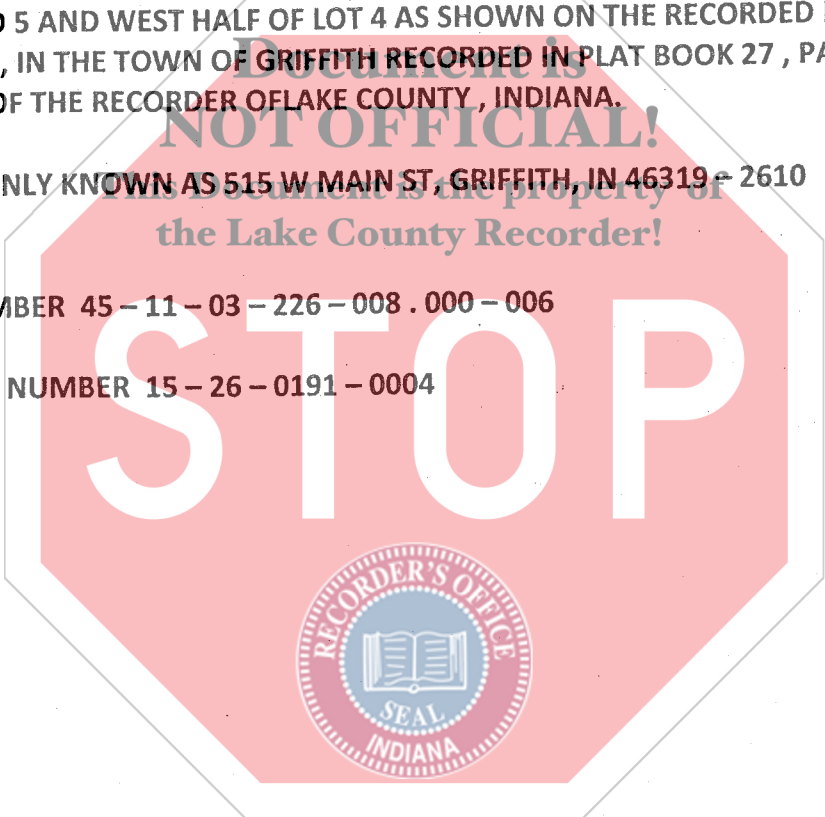 5 AND WEST HALF OF LOT 4 AS SHOWN ON THE RECORDED
, IN THE TOWN OF GRIFFITH RECORDED IN PLAT BOOK 27 , PA
Document is
OF THE RECORDER OFLAKE COUNTY , INDIANA.
NOT OFFICIAL!
NLY KNOWN AS 515 W MAIN ST, GRIFFITH, IN 46319 – 2610
This Document is the property of
the Lake County Recorder!
MBER 45 – 11 – 03 – 226 – 008 . 000 – 006
STOP
NUMBER 15 – 26 – 0191 – 0004
RECORDER'S OFFICE
SEAL
INDIANA